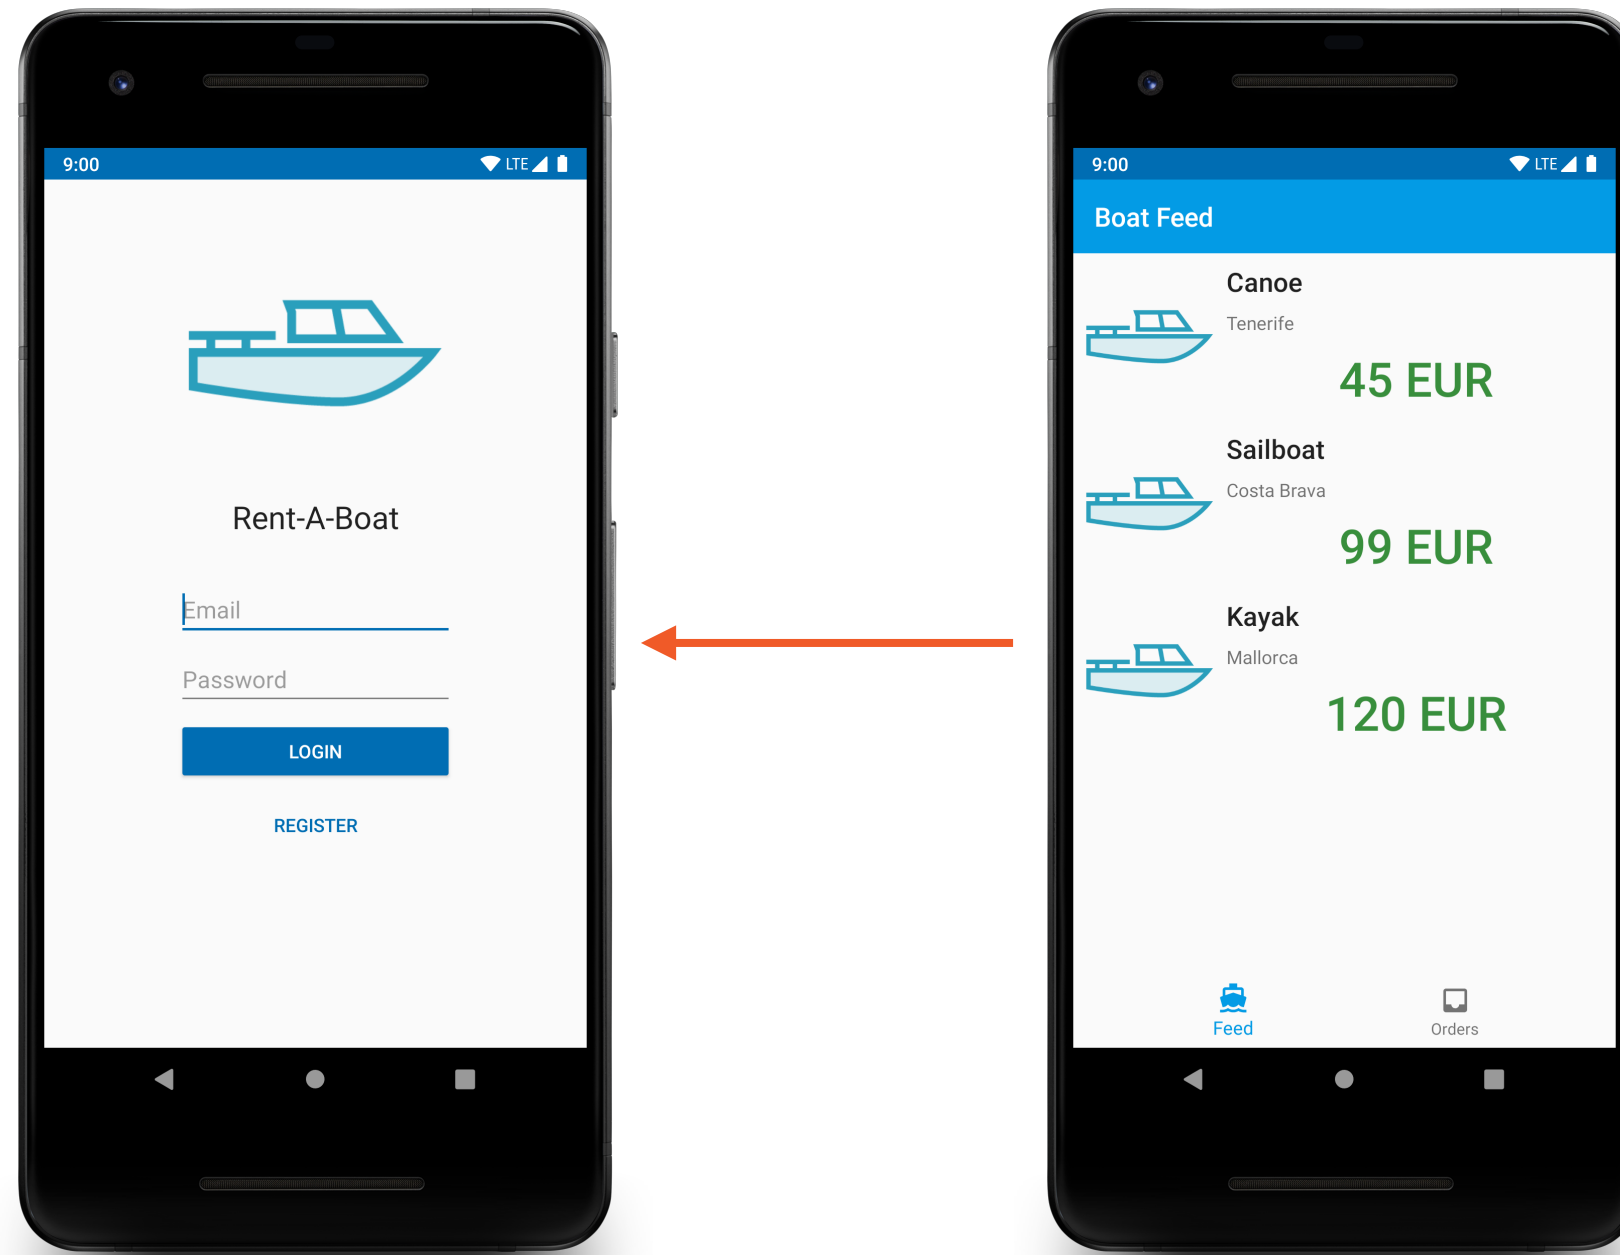 9:00 LTE
Rent-A-Boat
Email
Password
LOGIN
REGISTER
9:00 LTE
Boat Feed
Canoe
Tenerife
45 EUR
Sailboat
Costa Brava
99 EUR
Kayak
Mallorca
120 EUR
Feed Orders